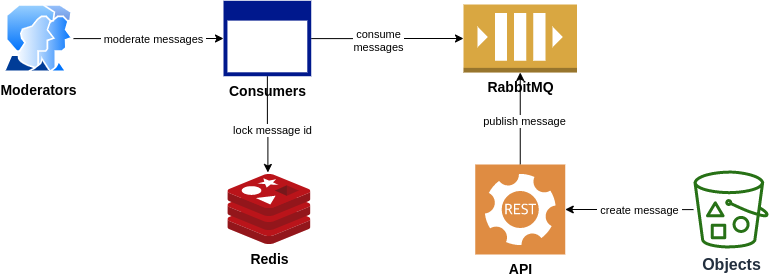 moderate messages
consume
messages
Moderators
Consumers
RabbitMQ
lock message id
publish message
REST
create message
Redis
API
Objects